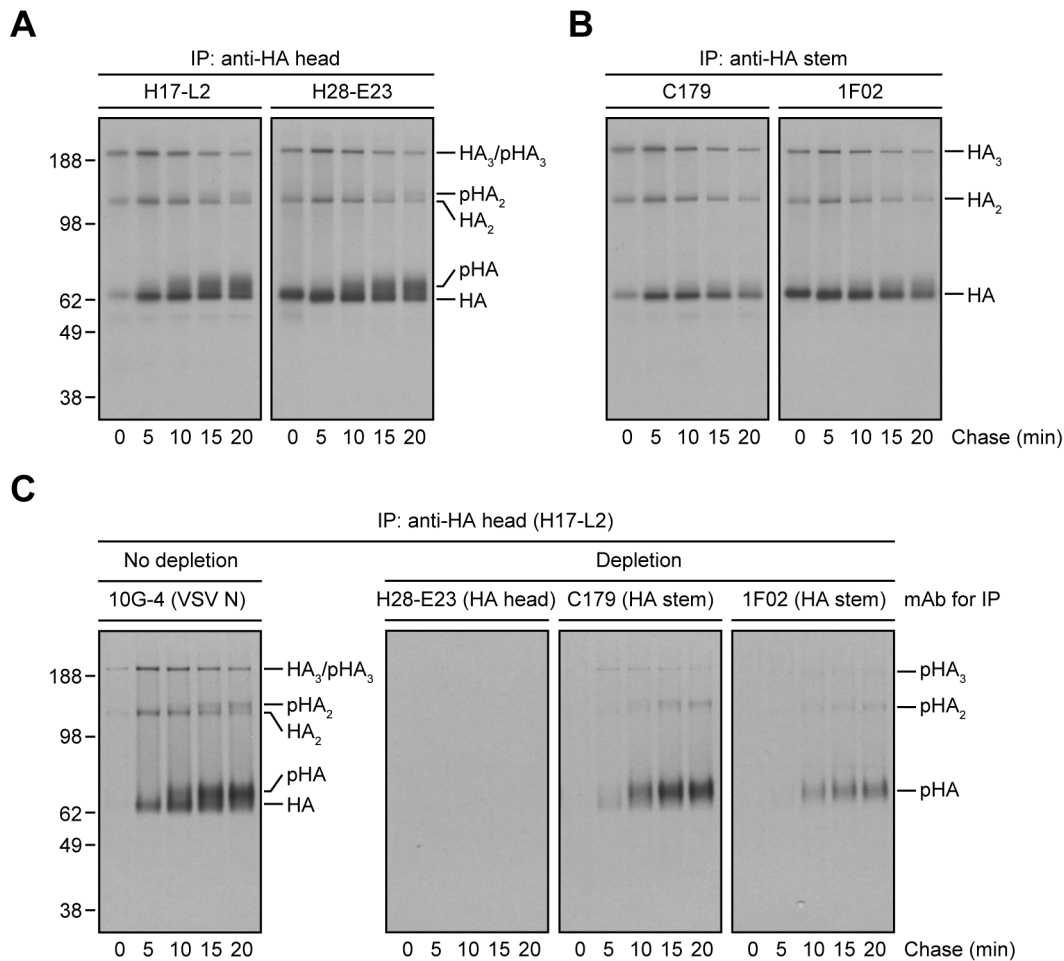 A
IP: anti-HA head
H17-L2 H28-E23
188
98
62
49
38
HA3/pHA3
pHA2
HA2
pHA
HA
0 5 10 15 20 0 5 10 15 20
B
IP: anti-HA stem
C179 1F02
HA3
HA2
HA
0 5 10 15 20 0 5 10 15 20 Chase (min)
C
IP: anti-HA head (H17-L2)
No depletion Depletion
10G-4 (VSV N) H28-E23 (HA head) C179 (HA stem) 1F02 (HA stem) mAb for IP
188
98
62
49
38
HA3/pHA3
pHA2
HA2
pHA
HA
pHA3
pHA2
pHA
0 5 10 15 20 0 5 10 15 20 0 5 10 15 20 0 5 10 15 20 Chase (min)